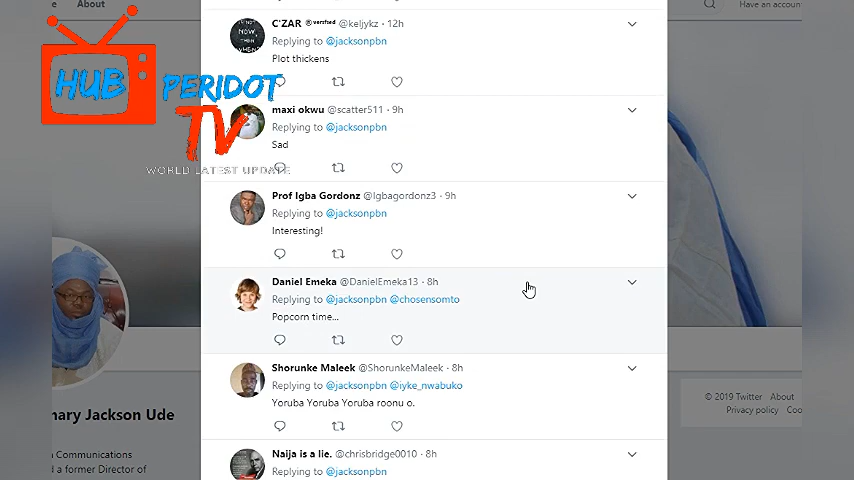 e About
Have an account
C'ZAR ® ᵛᵉʳᶦᶠᶦᵉᵈ @keljykz · 12h
Replying to @jacksonpbn
Plot thickens
HUB PERIDOT
TV
WORLD LATEST UPDATE
maxi okwu @scatter511 · 9h
Replying to @jacksonpbn
Sad
Prof Igba Gordonz @Igbagordonz3 · 9h
Replying to @jacksonpbn
Interesting!
Daniel Emeka @DanielEmeka13 · 8h
Replying to @jacksonpbn @chosensomto
Popcorn time...
Shorunke Maleek @ShorunkeMaleek · 8h
Replying to @jacksonpbn @iyke_nwabuko
Yoruba Yoruba Yoruba roonu o.
Naija is a lie. @chrisbridge0010 · 8h
Replying to @jacksonpbn
nary Jackson Ude
Communications
d a former Director of
© 2019 Twitter About
Privacy policy Coo